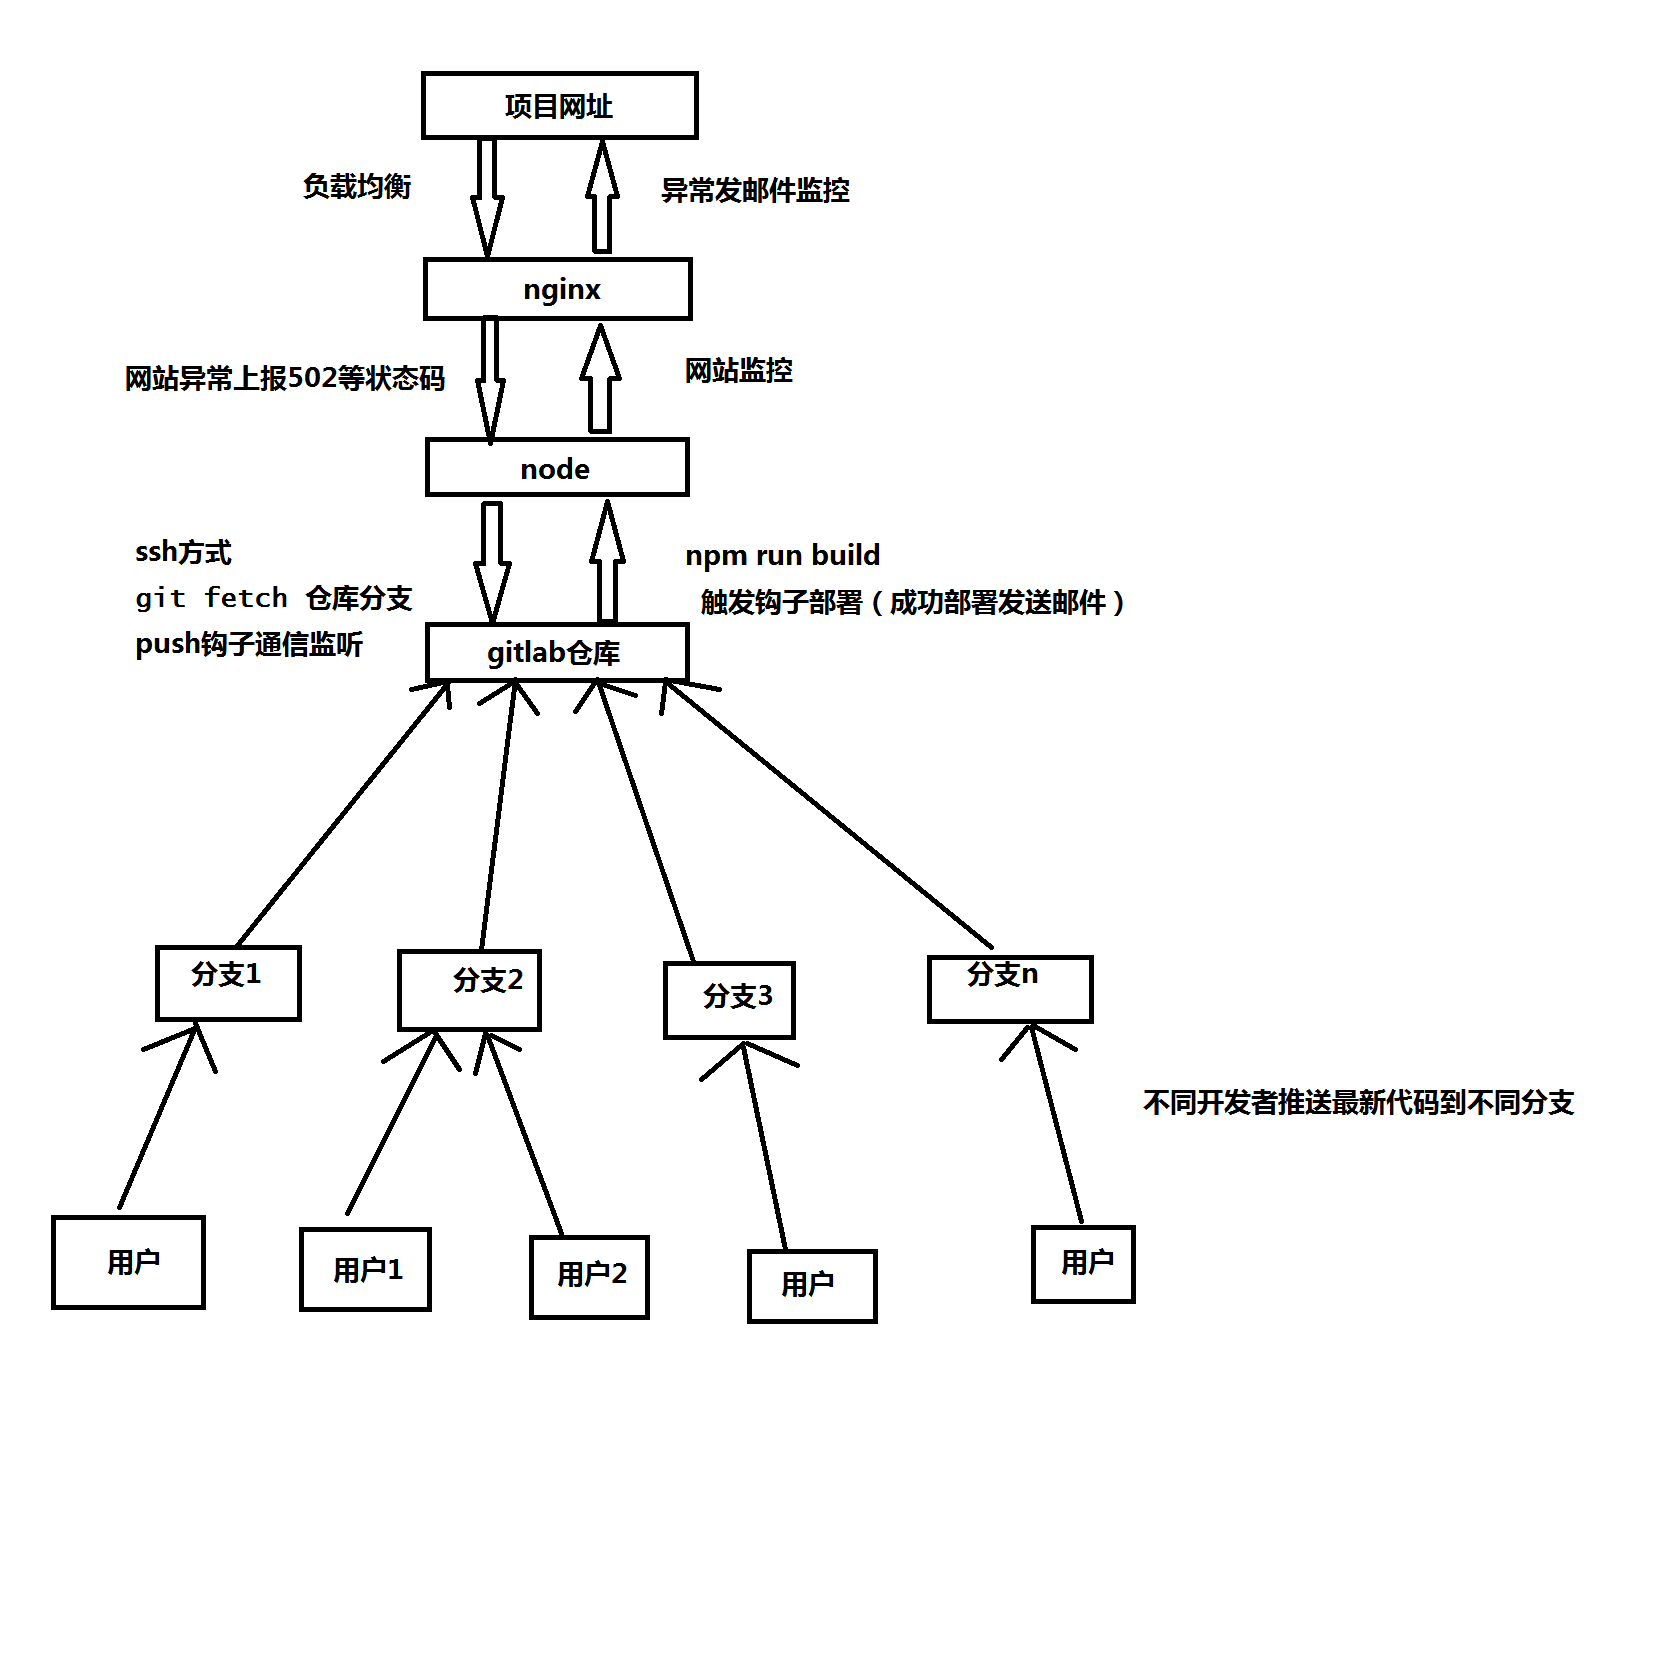 项目网址
负载均衡
异常发邮件监控
nginx
网站异常上报502等状态码
网站监控
node
ssh方式
git fetch 仓库分支
push钩子通信监听
npm run build
触发钩子部署（成功部署发送邮件）
gitlab仓库
分支1
分支2
分支3
分支n
不同开发者推送最新代码到不同分支
用户
用户1
用户2
用户
用户